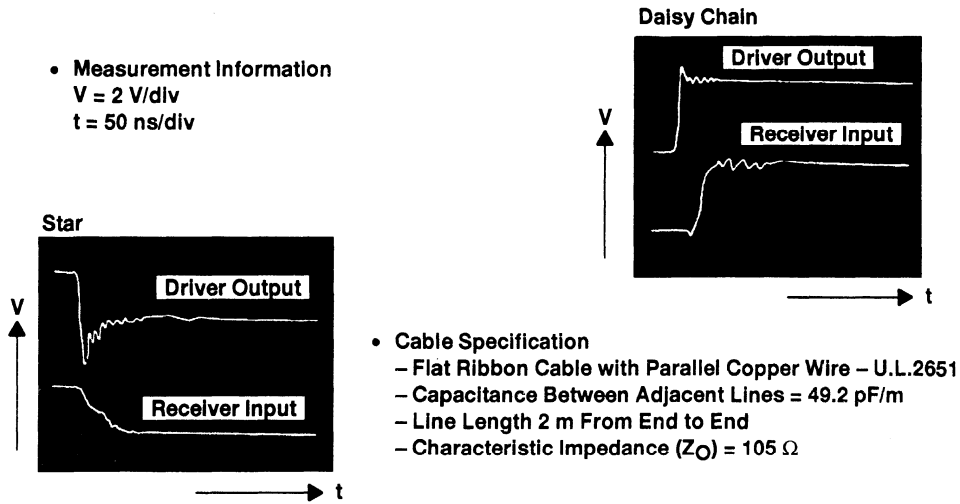 Daisy Chain
• Measurement Information
V = 2 V/div
t = 50 ns/div
Driver Output
V
Receiver Input
t
Star
Driver Output
V
Receiver Input
t
• Cable Specification
– Flat Ribbon Cable with Parallel Copper Wire – U.L.2651
– Capacitance Between Adjacent Lines = 49.2 pF/m
– Line Length 2 m From End to End
– Characteristic Impedance (ZO) = 105 Ω